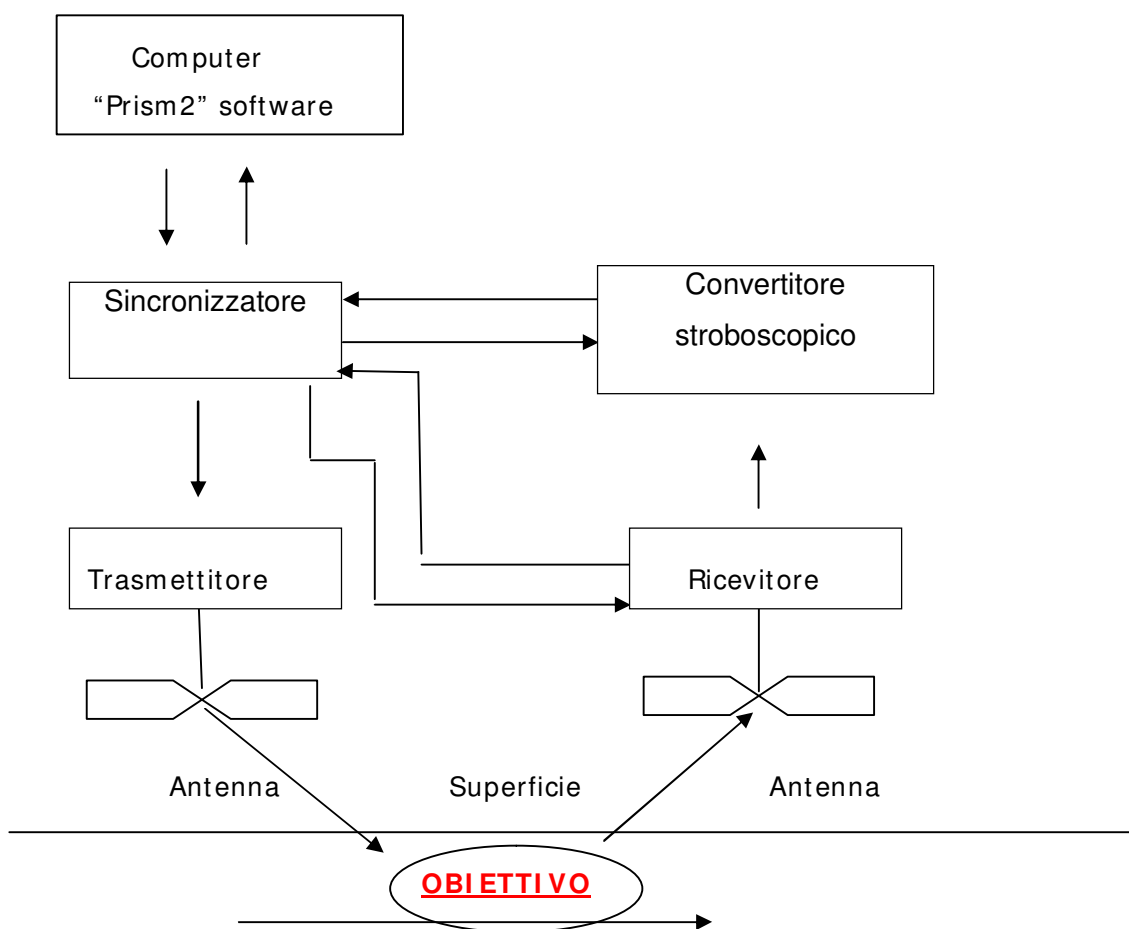 Computer
“Prism2” software
Sincronizzatore
Convertitore
stroboscopico
Trasmettitore
Ricevitore
Antenna
Superficie
Antenna
OBIETTIVO